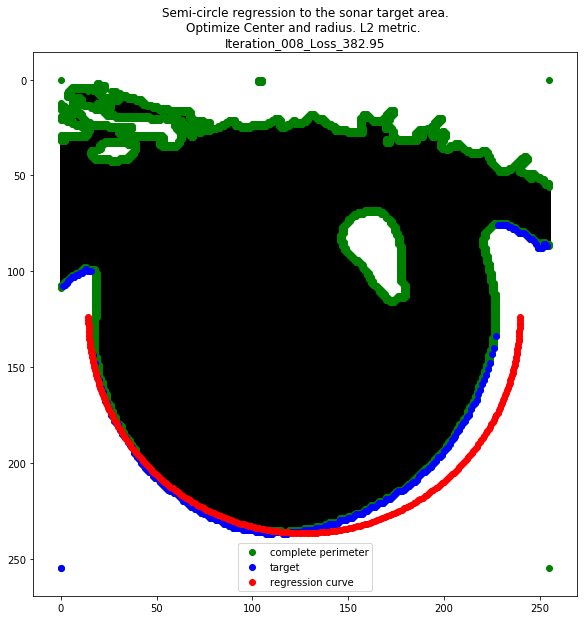 Semi-circle regression to the sonar target area.
Optimize Center and radius. L2 metric.
Iteration_008_Loss_382.95
0
50
100
150
200
250
complete perimeter
target
regression curve
0
50
100
150
200
250